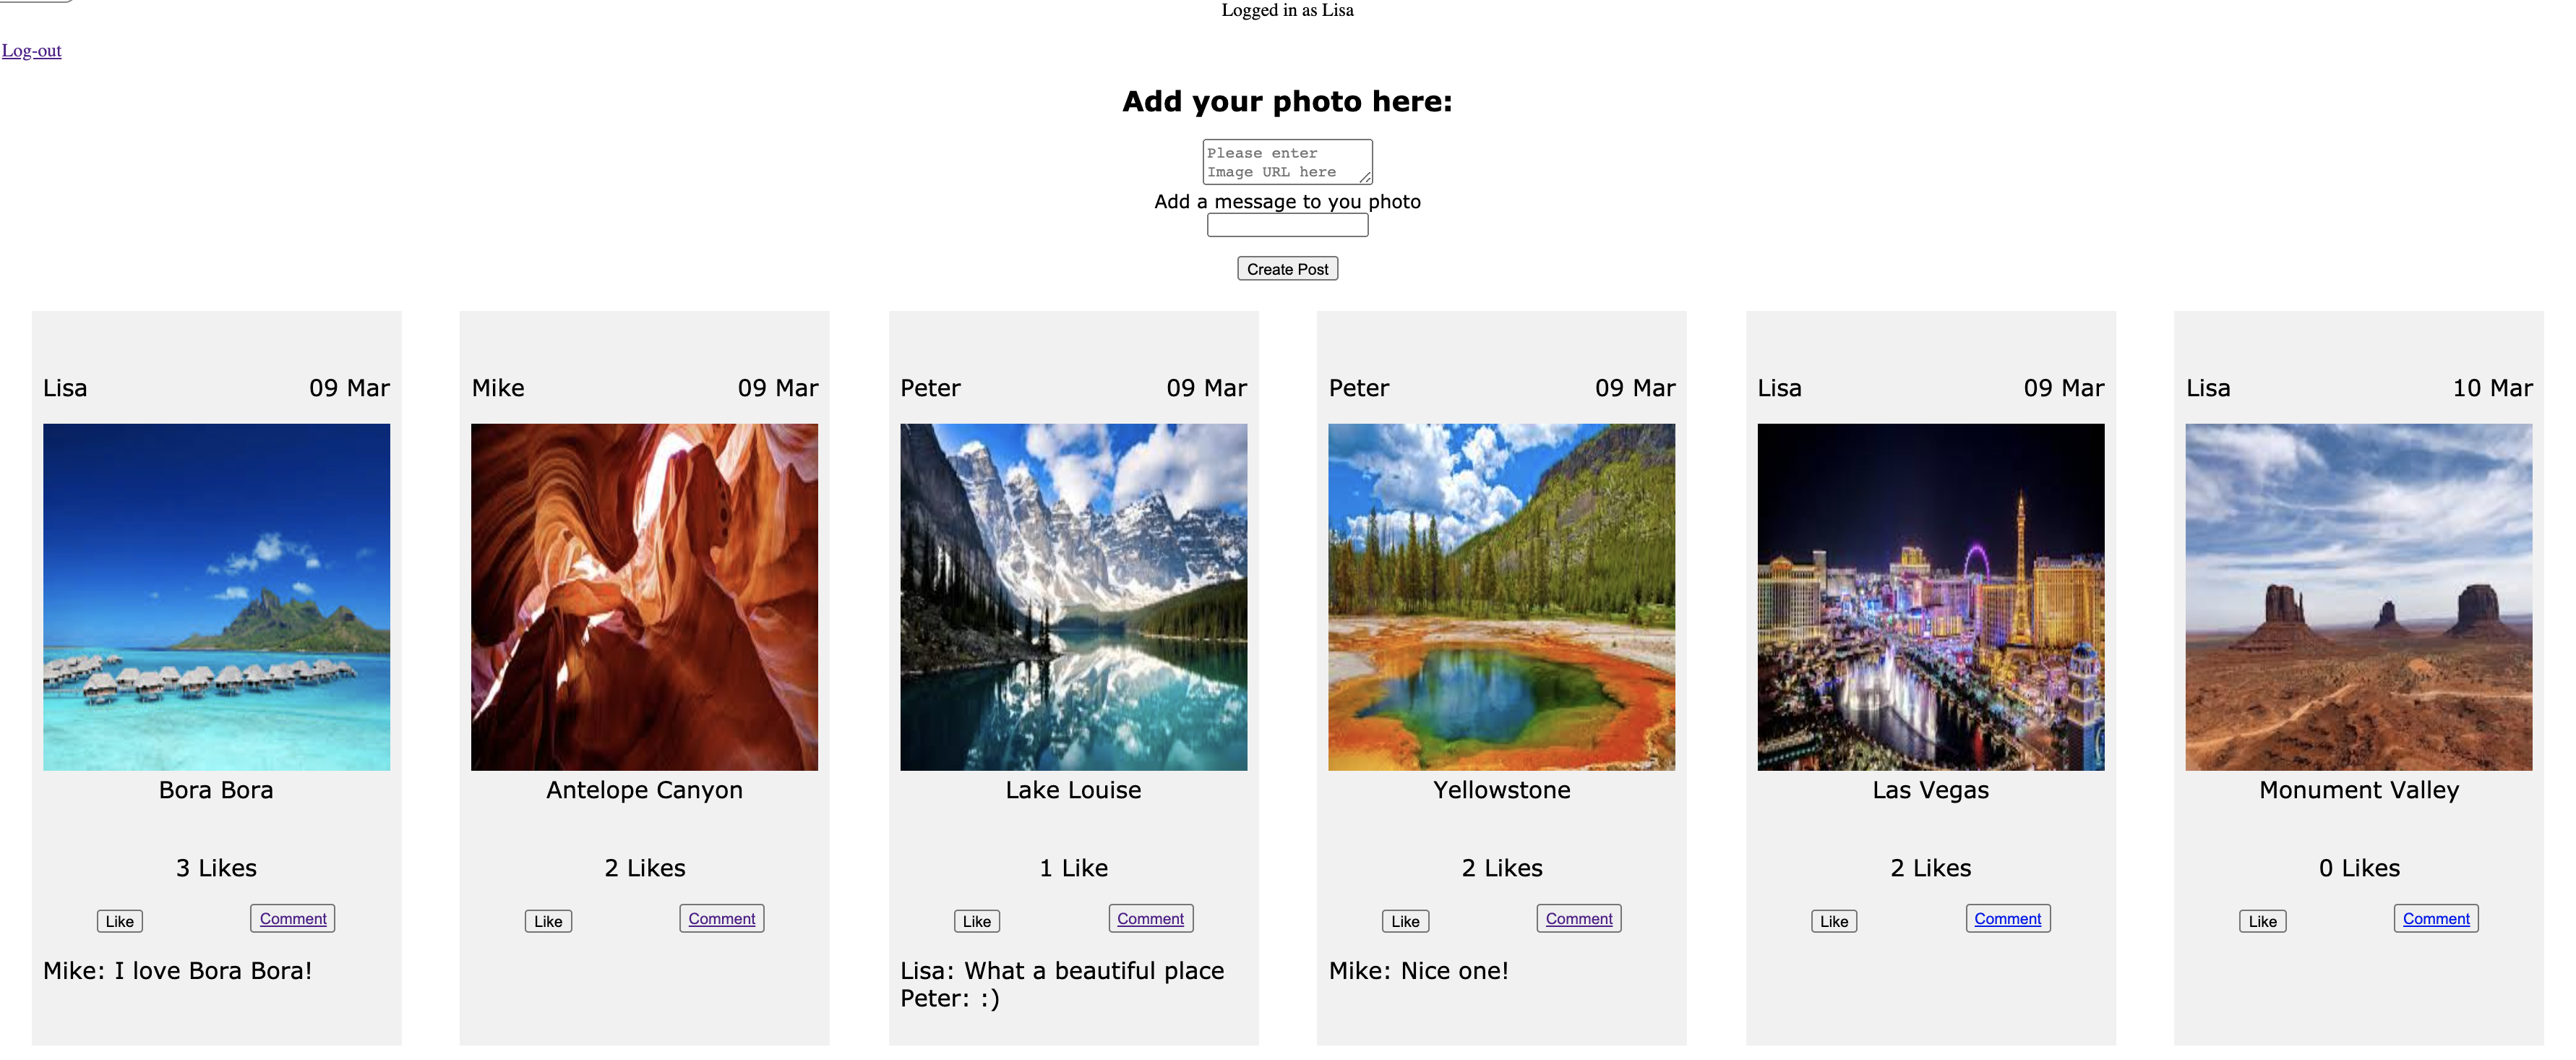 Logged in as Lisa
Log-out
Add your photo here:
Please enter
Image URL here
Add a message to you photo
Create Post
Lisa 09 Mar
Bora Bora
3 Likes
Like Comment
Mike: I love Bora Bora!
Mike 09 Mar
Antelope Canyon
2 Likes
Like Comment
Peter 09 Mar
Lake Louise
1 Like
Like Comment
Lisa: What a beautiful place
Peter: :)
Peter 09 Mar
Yellowstone
2 Likes
Like Comment
Mike: Nice one!
Lisa 09 Mar
Las Vegas
2 Likes
Like Comment
Lisa 10 Mar
Monument Valley
0 Likes
Like Comment